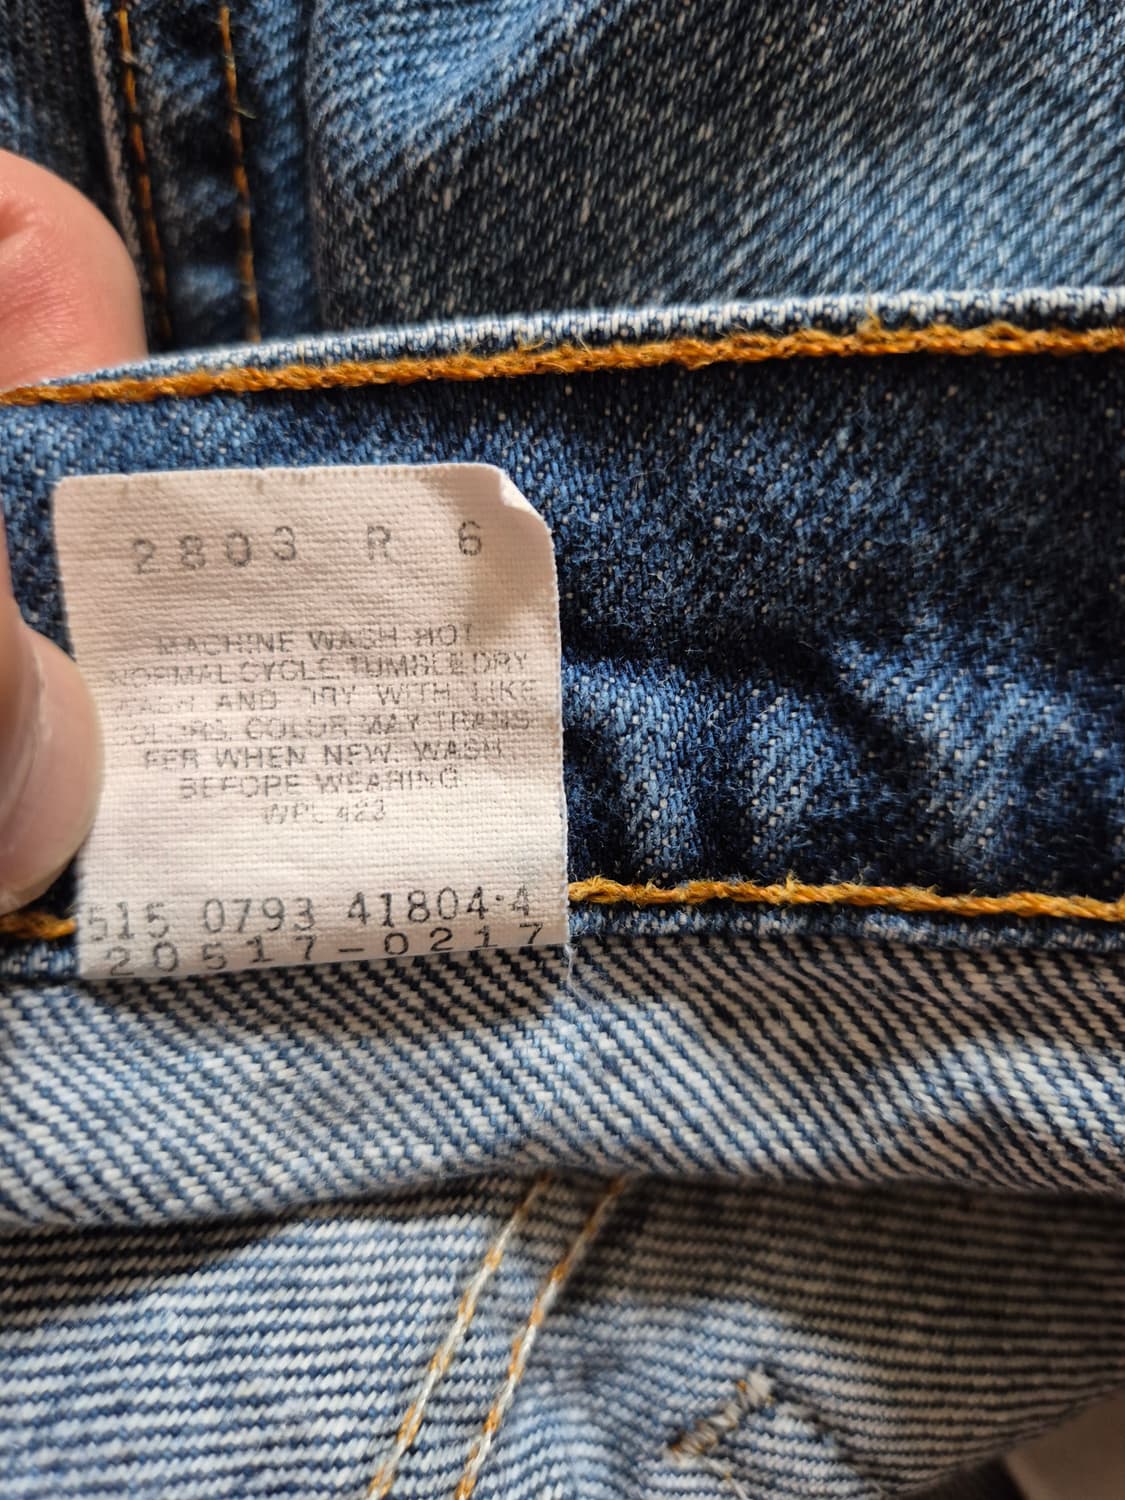 2803 R 6
MACHINE WASH HOT
NORMAL CYCLE TUMBLE DRY
WASH AND DRY WITH LIKE
COLORS. COLOR MAY TRANS
FER WHEN NEW. WASH
BEFORE WEARING.
WPL 423
515 0793 41804·4
20517-0217